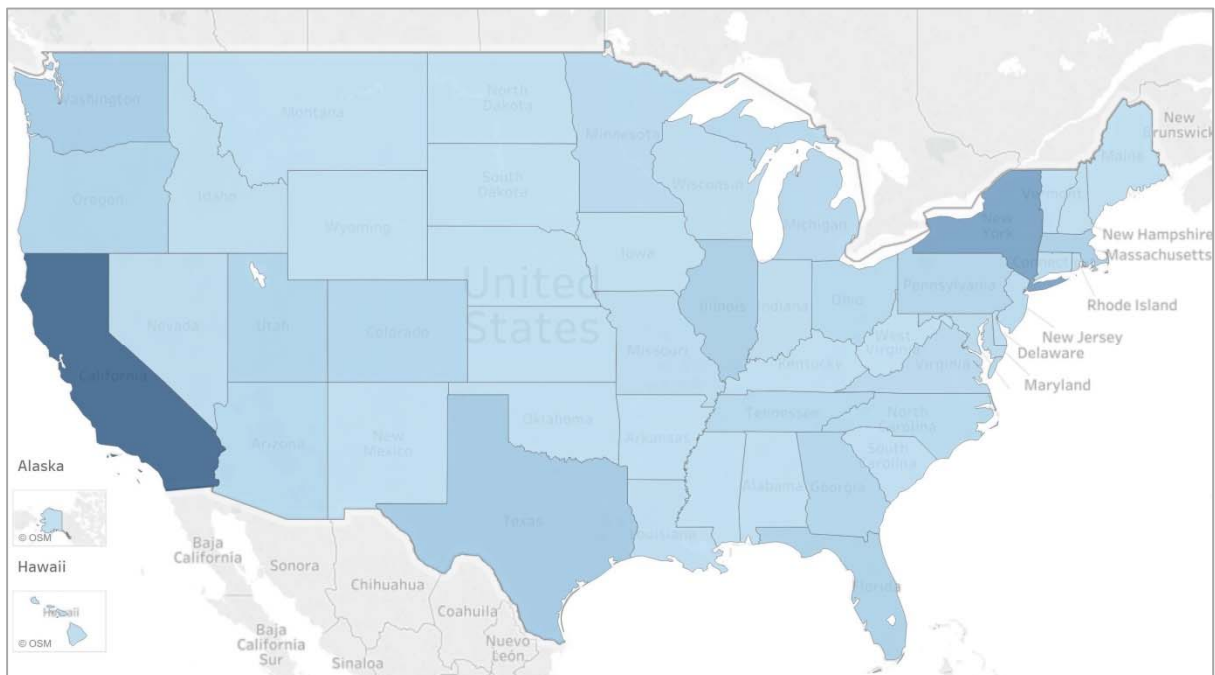 Washington
Montana
North
Dakota
Minnesota
New
Brunswick
Maine
Oregon
Idaho
South
Dakota
Wisconsin
Michigan
Vermont
New
York
New Hampshire
Massachusetts
Wyoming
Iowa
Connect
Rhode Island
United
States
Nevada
Utah
Colorado
Illinois
Indiana
Ohio
Pennsylvania
New Jersey
Delaware
Maryland
California
Missouri
Kentucky
West
Virginia
Virginia
Arizona
New
Mexico
Oklahoma
Arkansas
Tennessee
North
Carolina
South
Carolina
Alabama
Georgia
Texas
Louisiana
Florida
Alaska
© OSM
Hawaii
Hawaii
© OSM
Baja
California
Sonora
Chihuahua
Coahuila
Baja
California
Sur
Sinaloa
Nuevo
León